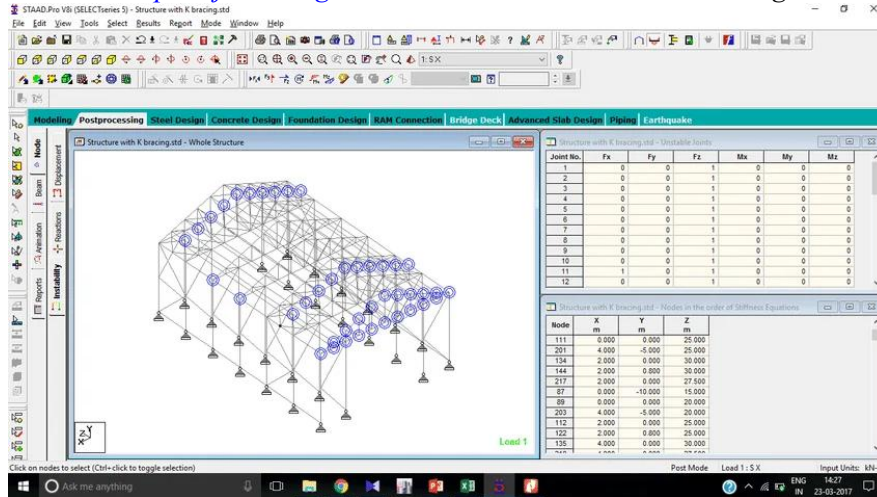 STAAD.Pro V8i (SELECTseries 5) - Structure with K bracing.std
File Edit View Tools Select Results Report Mode Window Help
1: S X
Modeling Postprocessing Steel Design Concrete Design Foundation Design RAM Connection Bridge Deck Advanced Slab Design Piping Earthquake
Node
Beam
Animation
Reports
Displacement
Reactions
Instability
Structure with K bracing.std - Whole Structure
Load 1
Structure with K bracing.std - Unstable Joints
Joint No. Fx Fy Fz Mx My Mz
1 0 0 1 0 0 0
2 0 0 1 0 0 0
3 0 0 1 0 0 0
4 0 0 1 0 0 0
5 0 0 1 0 0 0
6 0 0 1 0 0 0
7 0 0 1 0 0 0
8 0 0 1 0 0 0
9 0 0 1 0 0 0
10 0 0 1 0 0 0
11 1 0 1 0 0 0
12 0 0 1 0 0 0
Structure with K bracing.std - Nodes in the order of Stiffness Equations
Node X m Y m Z m
111 0.000 0.000 25.000
201 4.000 -5.000 25.000
134 2.000 0.000 30.000
144 2.000 0.800 30.000
217 2.000 0.000 27.500
87 0.000 -10.000 15.000
89 0.000 0.000 20.000
203 4.000 -5.000 20.000
112 2.000 0.000 25.000
122 2.000 0.800 25.000
135 4.000 0.000 30.000
Click on nodes to select (Ctrl+click to toggle selection)
Post Mode Load 1 : S X Input Units: kN-
Ask me anything
ENG IN
14:27
23-03-2017